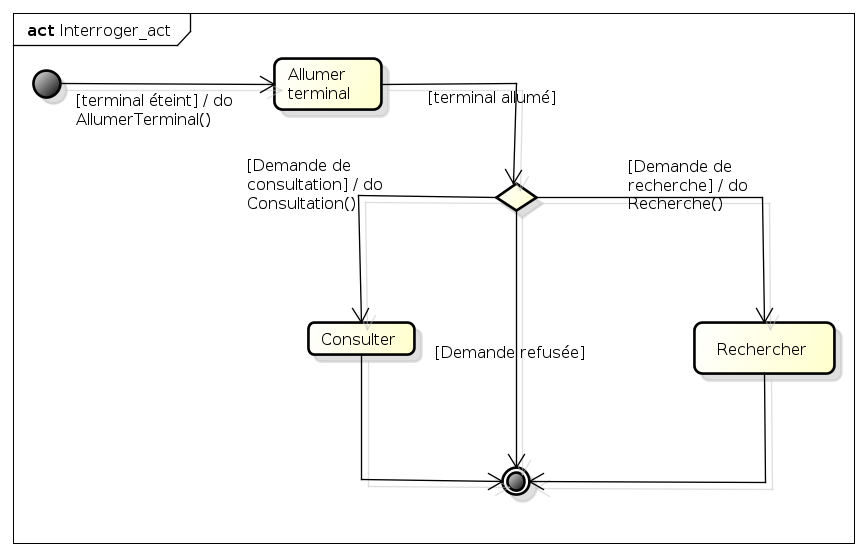 act Interroger_act
Allumer
terminal
[terminal éteint] / do
AllumerTerminal()
[terminal allumé]
[Demande de
consultation] / do
Consultation()
[Demande de
recherche] / do
Recherche()
Consulter
[Demande refusée]
Rechercher